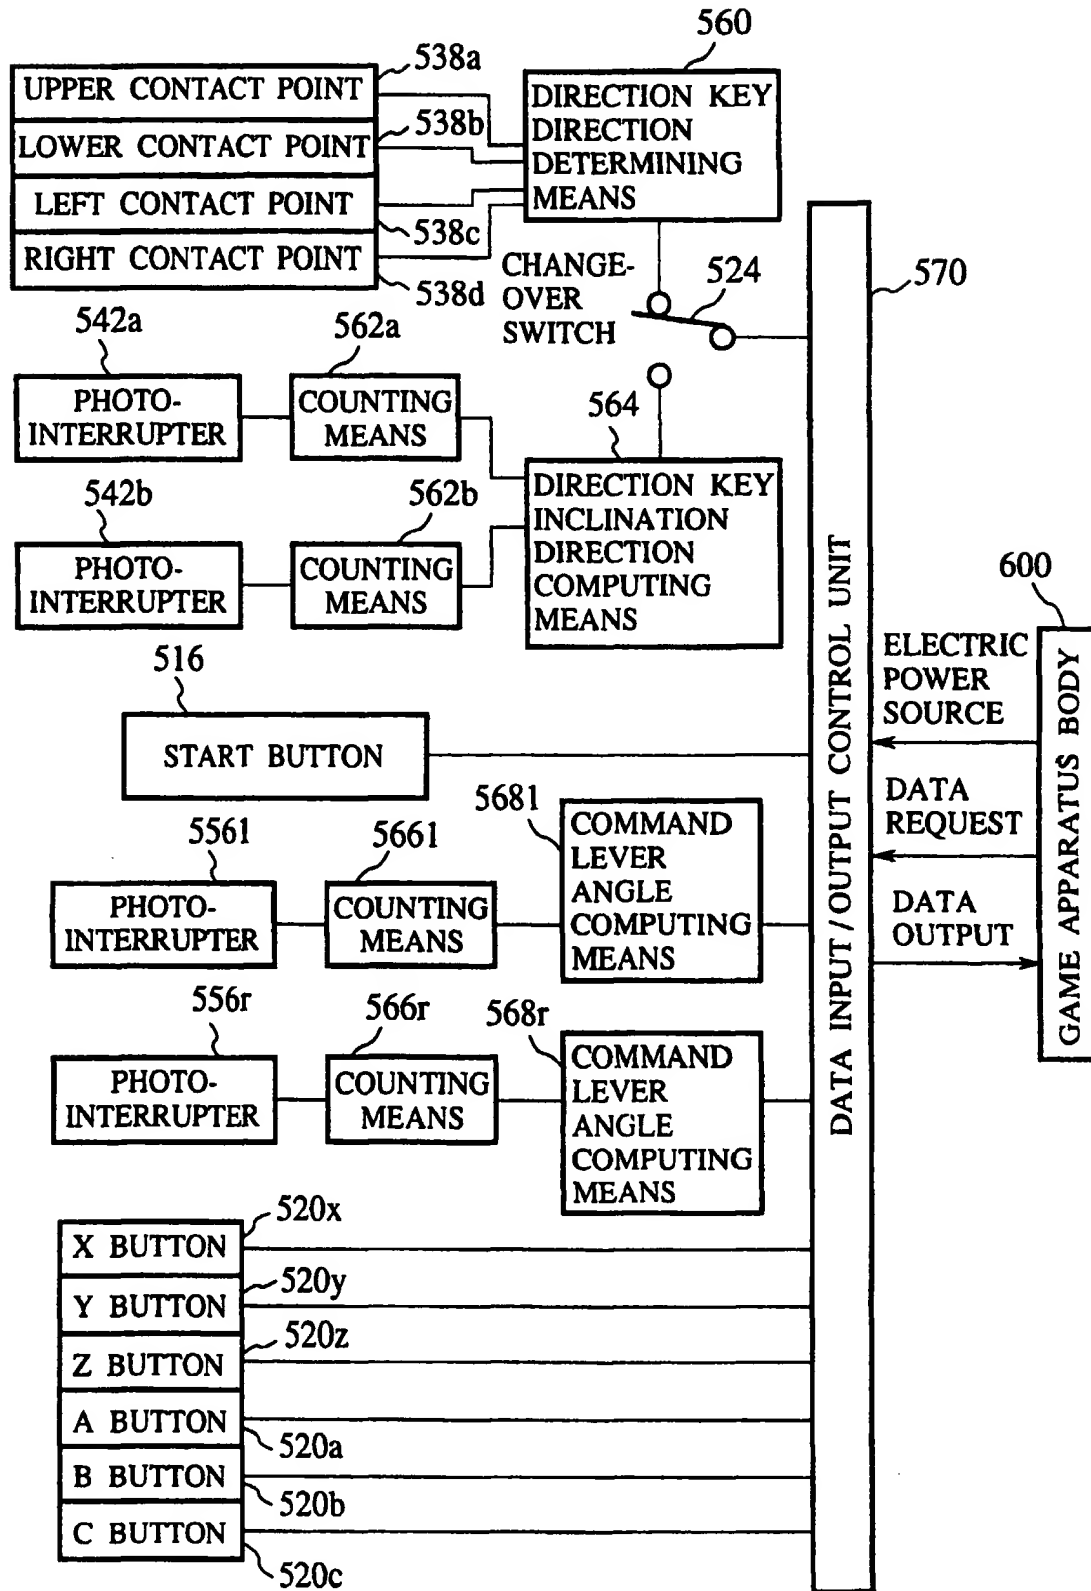 560
538a
UPPER CONTACT POINT
538b
LOWER CONTACT POINT
LEFT CONTACT POINT
538c
RIGHT CONTACT POINT
538d
DIRECTION KEY
DIRECTION
DETERMINING
MEANS
CHANGE-
OVER
SWITCH
524
570
542a
PHOTO-
INTERRUPTER
562a
COUNTING
MEANS
564
DIRECTION KEY
INCLINATION
DIRECTION
COMPUTING
MEANS
542b
PHOTO-
INTERRUPTER
562b
COUNTING
MEANS
516
START BUTTON
DATA INPUT/OUTPUT CONTROL UNIT
600
GAME APPARATUS BODY
ELECTRIC
POWER
SOURCE
DATA
REQUEST
DATA
OUTPUT
5561
PHOTO-
INTERRUPTER
5661
COUNTING
MEANS
5681
COMMAND
LEVER
ANGLE
COMPUTING
MEANS
556r
PHOTO-
INTERRUPTER
566r
COUNTING
MEANS
568r
COMMAND
LEVER
ANGLE
COMPUTING
MEANS
520x
X BUTTON
520y
Y BUTTON
520z
Z BUTTON
A BUTTON
520a
B BUTTON
520b
C BUTTON
520c